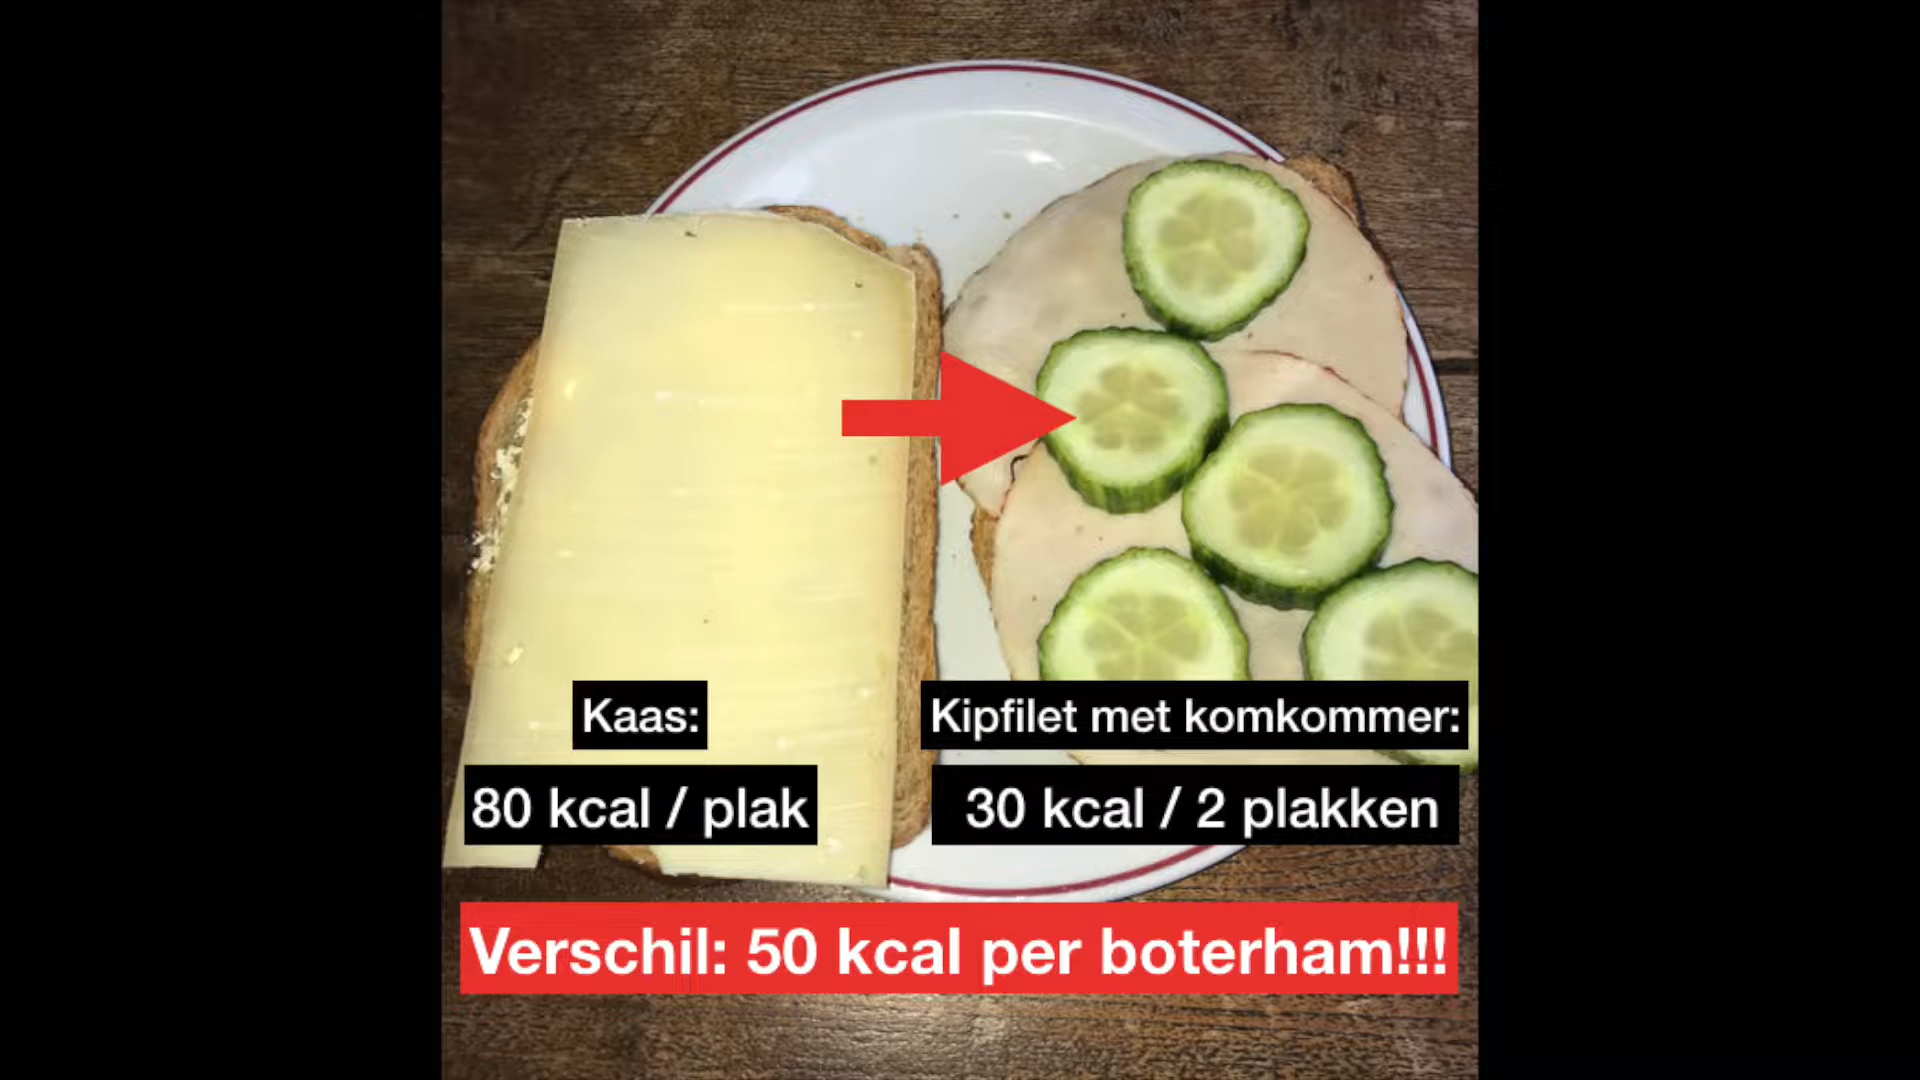 Kaas:
80 kcal / plak
Kipfilet met komkommer:
30 kcal / 2 plakken
Verschil: 50 kcal per boterham!!!